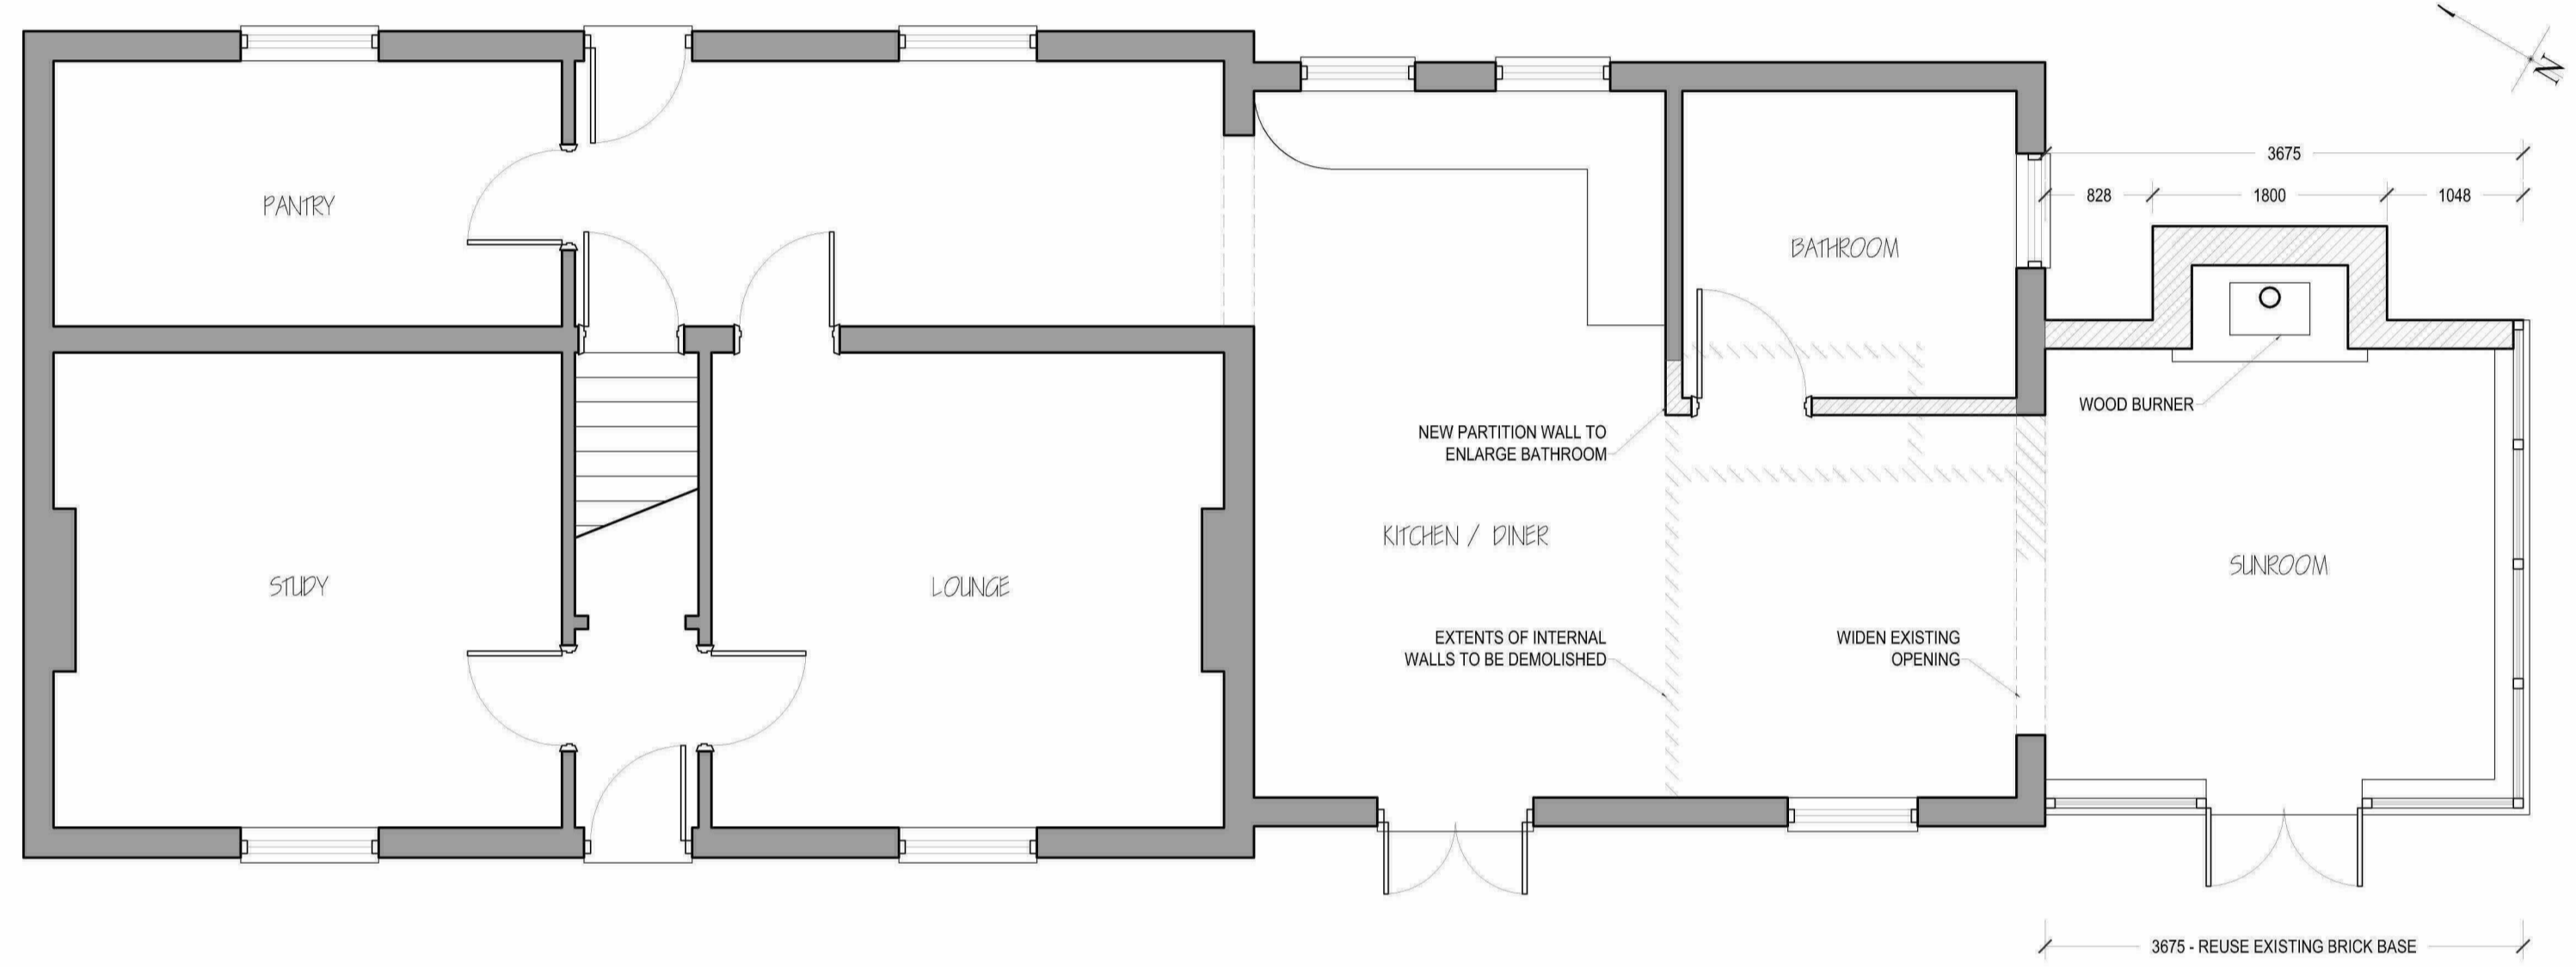 N
3675
828
1800
1048
PANTRY
BATHROOM
WOOD BURNER
NEW PARTITION WALL TO
ENLARGE BATHROOM
KITCHEN / DINER
SUNROOM
STUDY
LOUNGE
EXTENTS OF INTERNAL
WALLS TO BE DEMOLISHED
WIDEN EXISTING
OPENING
3675 - REUSE EXISTING BRICK BASE